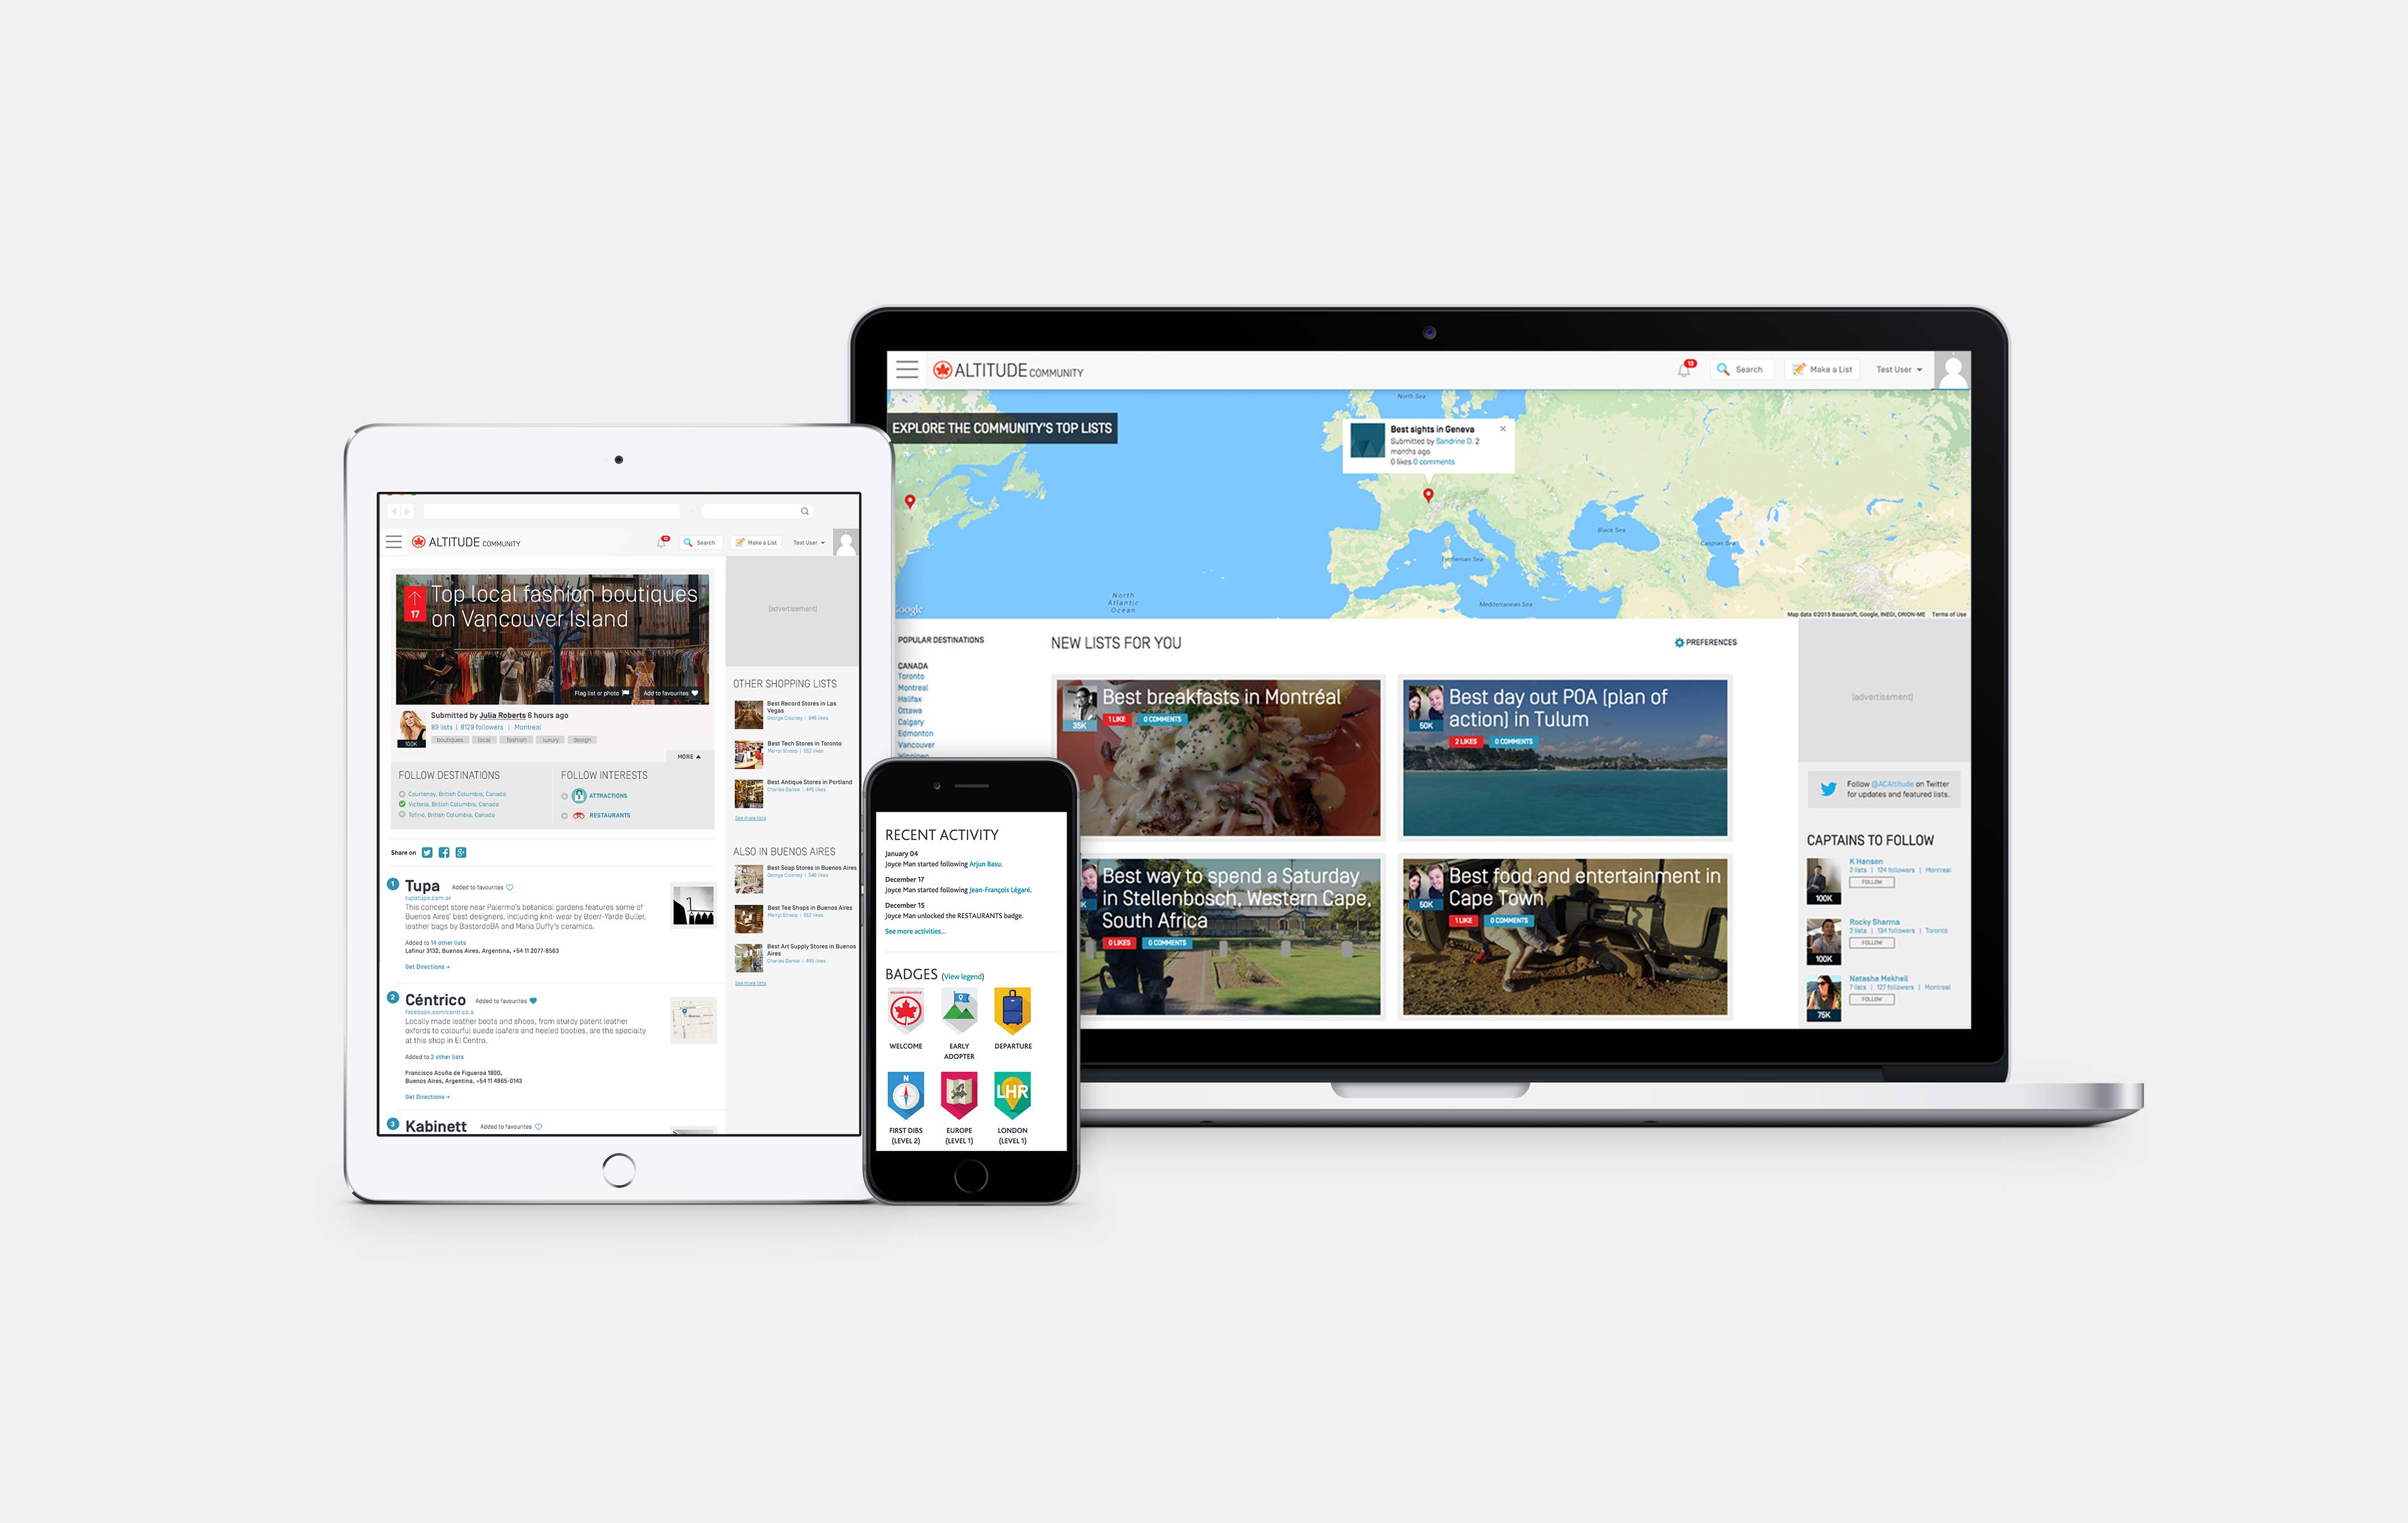 ALTITUDE COMMUNITY
13
Search
Make a List
Test User
EXPLORE THE COMMUNITY'S TOP LISTS
North Sea
Best sights in Geneva
Submitted by Sandrine D. 2
months ago
0 likes 0 comments
Black Sea
Caspian Sea
Tyrrhenian Sea
Mediterranean Sea
North
Atlantic
Ocean
Google
Map data ©2015 Basarsoft, Google, INEGI, ORION-ME
Terms of Use
POPULAR DESTINATIONS
CANADA
Toronto
Montreal
Halifax
Ottawa
Calgary
Edmonton
Vancouver
Winnipeg
NEW LISTS FOR YOU
PREFERENCES
35K
Best breakfasts in Montréal
1 LIKE
0 COMMENTS
50K
Best day out POA (plan of
action) in Tulum
2 LIKES
0 COMMENTS
K
Best way to spend a Saturday
in Stellenbosch, Western Cape,
South Africa
0 LIKES
0 COMMENTS
50K
Best food and entertainment in
Cape Town
1 LIKE
0 COMMENTS
(advertisement)
Follow @ACAltitude on Twitter
for updates and featured lists.
CAPTAINS TO FOLLOW
K Hansen
2 lists | 124 followers | Montreal
FOLLOW
100K
Rocky Sharma
2 lists | 134 followers | Toronto
FOLLOW
100K
Natasha Mekhail
7 lists | 127 followers | Montreal
FOLLOW
75K
ALTITUDE COMMUNITY
Search
Make a List
Test User
17
Top local fashion boutiques
on Vancouver Island
Flag list or photo
Add to favourites
100K
Submitted by Julia Roberts 6 hours ago
89 lists | 8129 followers | Montreal
boutiques
local
fashion
luxury
design
MORE
FOLLOW DESTINATIONS
Courtenay, British Columbia, Canada
Victoria, British Columbia, Canada
Tofino, British Columbia, Canada
FOLLOW INTERESTS
ATTRACTIONS
RESTAURANTS
Share on
1
Tupa
Added to favourites
tupatupa.com.ar
This concept store near Palermo's botanical gardens features some of
Buenos Aires' best designers, including knit-wear by Boerr-Yarde Buller,
leather bags by BastardoBA and Maria Duffy's ceramics.
Added to 14 other lists
Lafinur 3132, Buenos Aires, Argentina, +54 11 2077-8563
Get Directions
2
Céntrico
Added to favourites
facebook.com/centrico.a
Locally made leather boots and shoes, from sturdy patent leather
oxfords to colourful suede loafers and heeled booties, are the specialty
at this shop in El Centro.
Added to 2 other lists
Francisco Acuña de Figueroa 1800,
Buenos Aires, Argentina, +54 11 4865-0143
Get Directions
3
Kabinett
Added to favourites
(advertisement)
OTHER SHOPPING LISTS
Best Record Stores in Las
Vegas
George Clooney | 546 likes
Best Tech Stores in Toronto
Merryl Streep | 552 likes
Best Antique Stores in Portland
Charles Dance | 445 likes
See more lists
ALSO IN BUENOS AIRES
Best Soap Stores in Buenos Aires
George Clooney | 546 likes
Best Tea Shops in Buenos Aires
Merryl Streep | 552 likes
Best Art Supply Stores in Buenos
Aires
Charles Dance | 445 likes
See more lists
RECENT ACTIVITY
January 04
Joyce Man started following Arjun Basu.
December 17
Joyce Man started following Jean-François Légaré.
December 15
Joyce Man unlocked the RESTAURANTS badge.
See more activities...
BADGES (View legend)
WELCOME
EARLY
ADOPTER
DEPARTURE
N
LHR
FIRST DIBS
(LEVEL 2)
EUROPE
(LEVEL 1)
LONDON
(LEVEL 1)